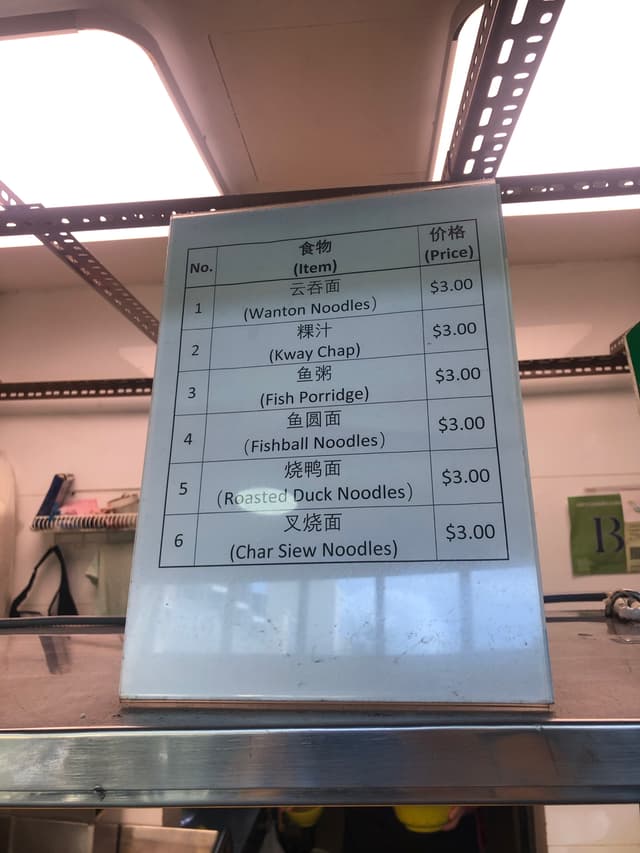 No. 食物 价格
(Item) (Price)
1 云吞面 $3.00
(Wanton Noodles)
2 粿汁 $3.00
(Kway Chap)
3 鱼粥 $3.00
(Fish Porridge)
4 鱼圆面 $3.00
(Fishball Noodles)
5 烧鸭面 $3.00
(Roasted Duck Noodles)
6 叉烧面 $3.00
(Char Siew Noodles)
B